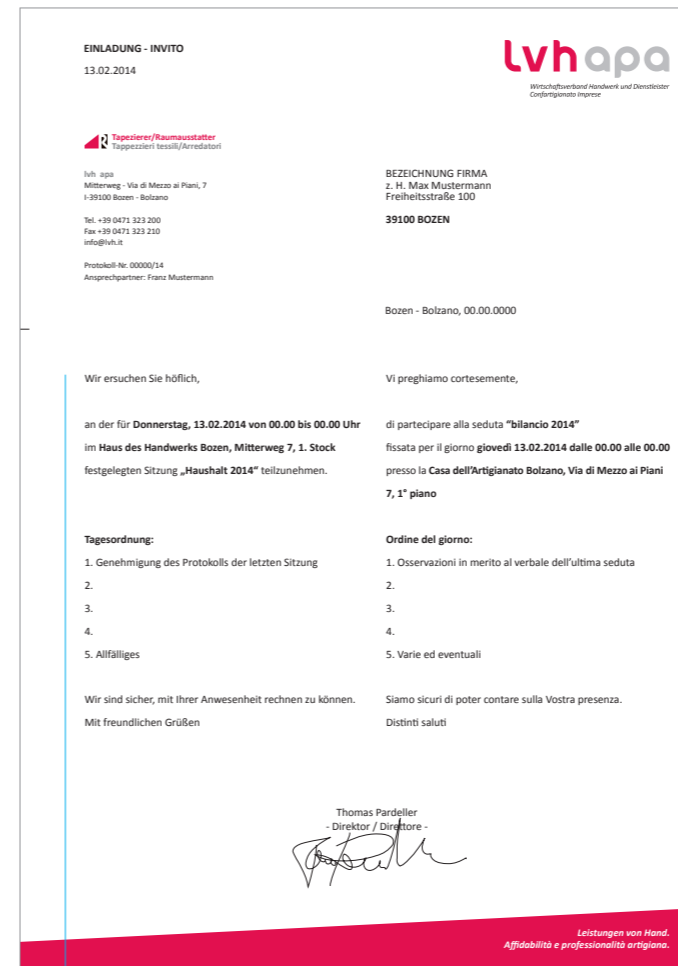 EINLADUNG - INVITO
13.02.2014
lvhapa
Wirtschaftsverband Handwerk und Dienstleister
Confartigianato Imprese
Tapezierer/Raumausstatter
Tappezzieri tessili/Arredatori
lvh apa
Mitterweg - Via di Mezzo ai Piani, 7
I-39100 Bozen - Bolzano
Tel. +39 0471 323 200
Fax +39 0471 323 210
info@lvh.it
Protokoll-Nr. 00000/14
Ansprechpartner: Franz Mustermann
BEZEICHNUNG FIRMA
z. H. Max Mustermann
Freiheitsstraße 100
39100 BOZEN
Bozen - Bolzano, 00.00.0000
Wir ersuchen Sie höflich,
an der für Donnerstag, 13.02.2014 von 00.00 bis 00.00 Uhr
im Haus des Handwerks Bozen, Mitterweg 7, 1. Stock
festgelegten Sitzung „Haushalt 2014“ teilzunehmen.
Tagesordnung:
1. Genehmigung des Protokolls der letzten Sitzung
2.
3.
4.
5. Allfälliges
Wir sind sicher, mit Ihrer Anwesenheit rechnen zu können.
Mit freundlichen Grüßen
Vi preghiamo cortesemente,
di partecipare alla seduta “bilancio 2014”
fissata per il giorno giovedì 13.02.2014 dalle 00.00 alle 00.00
presso la Casa dell’Artigianato Bolzano, Via di Mezzo ai Piani
7, 1° piano
Ordine del giorno:
1. Osservazioni in merito al verbale dell’ultima seduta
2.
3.
4.
5. Varie ed eventuali
Siamo sicuri di poter contare sulla Vostra presenza.
Distinti saluti
Thomas Pardeller
- Direktor / Direttore -
Leistungen von Hand.
Affidabilità e professionalità artigiana.